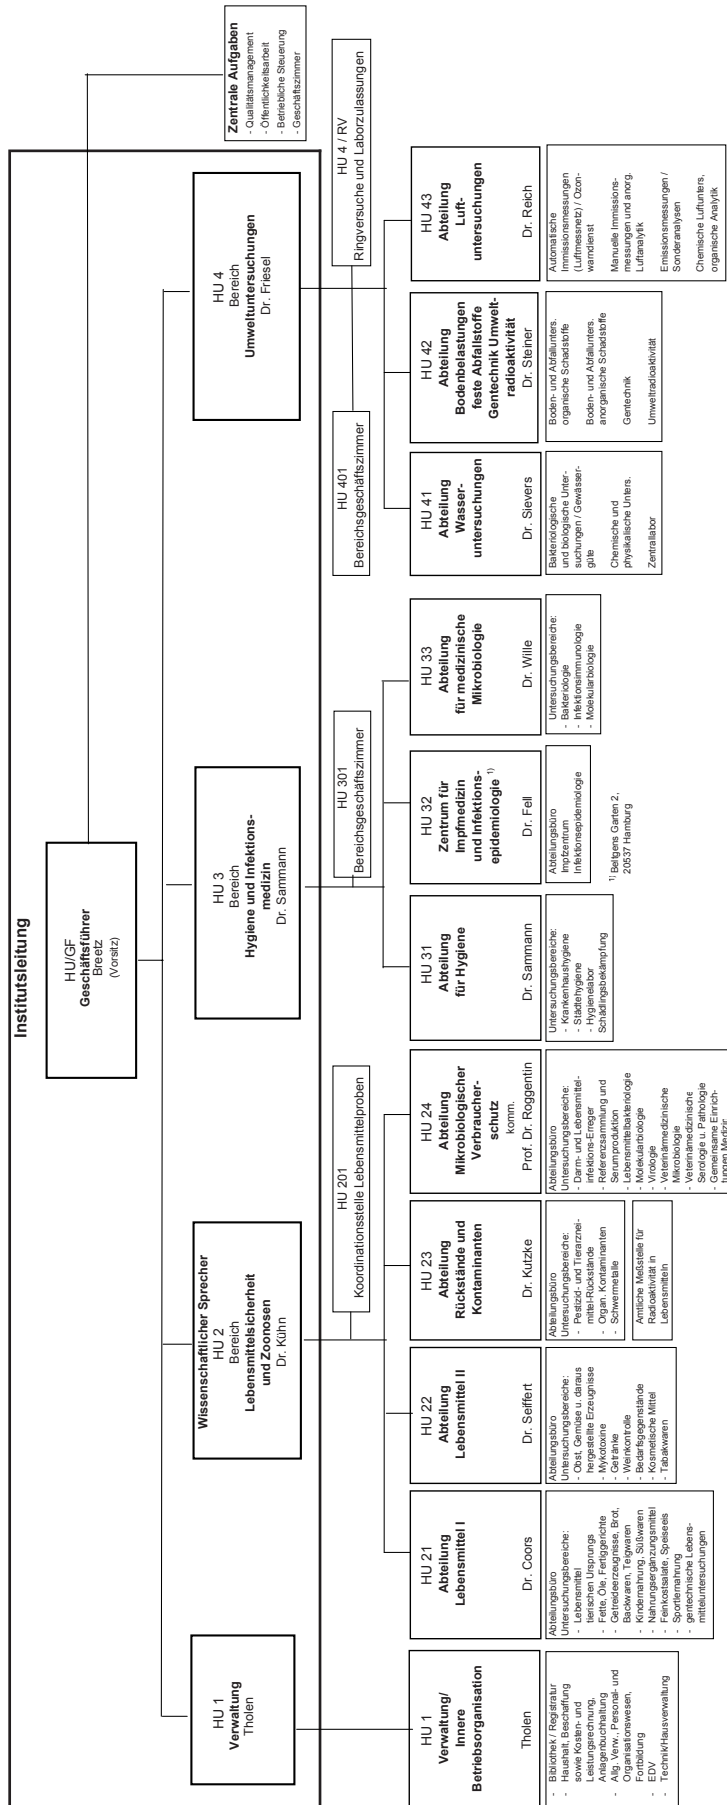 Institutsleitung
HU/GF
Geschäftsführer
Breetz
(Vorsitz)
Zentrale Aufgaben
- Qualitätsmanagement
- Öffentlichkeitsarbeit
- Betriebliche Steuerung
- Geschäftszimmer
HU 1
Verwaltung
Tholen
Wissenschaftlicher Sprecher
HU 2
Bereich
Lebensmittelsicherheit
und Zoonosen
Dr. Kühn
HU 3
Bereich
Hygiene und Infektions-
medizin
Dr. Sammann
HU 4
Bereich
Umweltuntersuchungen
Dr. Friesel
HU 201
Koordinationsstelle Lebensmittelproben
HU 301
Bereichsgeschäftszimmer
HU 401
Bereichsgeschäftszimmer
HU 4 / RV
Ringversuche und Laborzulassungen
HU 1
Verwaltung/
Innere
Betriebsorganisation
Tholen
- Bibliothek / Registratur
- Haushalt, Beschaffung
sowie Kosten- und
Leistungsrechnung,
Anlagenbuchhaltung
- Allg. Verw., Personal- und
Organisationswesen,
Fortbildung
- EDV
- Technik/Hausverwaltung
HU 21
Abteilung
Lebensmittel I
Dr. Coors
Abteilungsbüro
Untersuchungsbereiche:
- Lebensmittel
tierischen Ursprungs
- Fette, Öle, Fertiggerichte
- Getreideerzeugnisse, Brot,
Backwaren, Teigwaren
- Kindernahrung, Süßwaren
- Nahrungsergänzungsmittel
- Feinkostsalate, Speiseeis
- Sporternahrung
- gentechnische Lebens-
mitteluntersuchungen
HU 22
Abteilung
Lebensmittel II
Dr. Seiffert
Abteilungsbüro
Untersuchungsbereiche:
- Obst, Gemüse u. daraus
hergestellte Erzeugnisse
- Mykotoxine
- Getränke
- Weinkontrolle
- Bedarfsgegenstände
- Kosmetische Mittel
- Tabakwaren
HU 23
Abteilung
Rückstände und
Kontaminanten
Dr. Kutzke
Abteilungsbüro
Untersuchungsbereiche:
- Pestizid- und Tierarznei-
mittel-Rückstände
- Organ. Kontaminanten
- Schwermetalle
Amtliche Meßstelle für
Radioaktivität in
Lebensmitteln
HU 24
Abteilung
Mikrobiologischer
Verbraucher-
schutz
komm.
Prof. Dr. Roggentin
Abteilungsbüro
Untersuchungsbereiche:
- Darm- und Lebensmittel-
infektions-Erreger
- Referenzsammlung und
Serumproduktion
- Lebensmittelbakteriologie
- Molekularbiologie
- Virologie
- Veterinärmedizinische
Mikrobiologie
- Veterinämedizinische
Serologie u. Pathologie
- Gemeinsame Einrich-
tungen Medizin
HU 31
Abteilung
für Hygiene
Dr. Sammann
Untersuchungsbereiche:
- Krankenhaushygiene
- Städtehygiene
- Hygienelabor
Schädlingsbekämpfung
HU 32
Zentrum für
Impfmedizin
und Infektions-
epidemiologie 1)
Dr. Fell
Abteilungsbüro
Impfzentrum
Infektionsepidemiologie
1) Beltgens Garten 2,
20537 Hamburg
HU 33
Abteilung
für medizinische
Mikrobiologie
Dr. Wille
Untersuchungsbereiche:
- Bakteriologie
- Infektionsimmunologie
- Molekularbiologie
HU 41
Abteilung
Wasser-
untersuchungen
Dr. Sievers
Bakteriologische
und biologische Unter-
suchungen / Gewässer-
güte
Chemische und
physikalische Unters.
Zentrallabor
HU 42
Abteilung
Bodenbelastungen
feste Abfallstoffe
Gentechnik Umwelt-
radioaktivität
Dr. Steiner
Boden- und Abfallunters.
organische Schadstoffe
Boden- und Abfallunters.
anorganische Schadstoffe
Gentechnik
Umweltradioaktivität
HU 43
Abteilung
Luft-
untersuchungen
Dr. Reich
Automatische
Immissionsmessungen
(Luftmessnetz) / Ozon-
warndienst
Manuelle Immissions-
messungen und anorg.
Luftanalytik
Emissionsmessungen /
Sonderanalysen
Chemische Luftunters,
organische Analytik